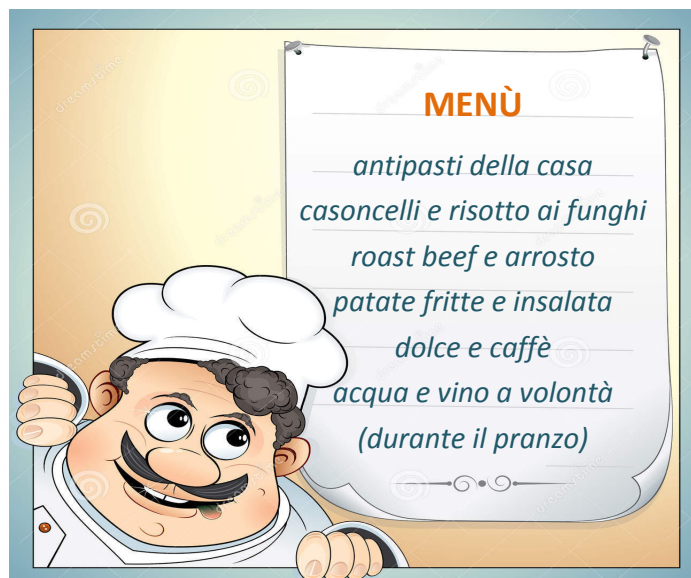 MENÙ
antipasti della casa
casoncelli e risotto ai funghi
roast beef e arrosto
patate fritte e insalata
dolce e caffè
acqua e vino a volontà
(durante il pranzo)